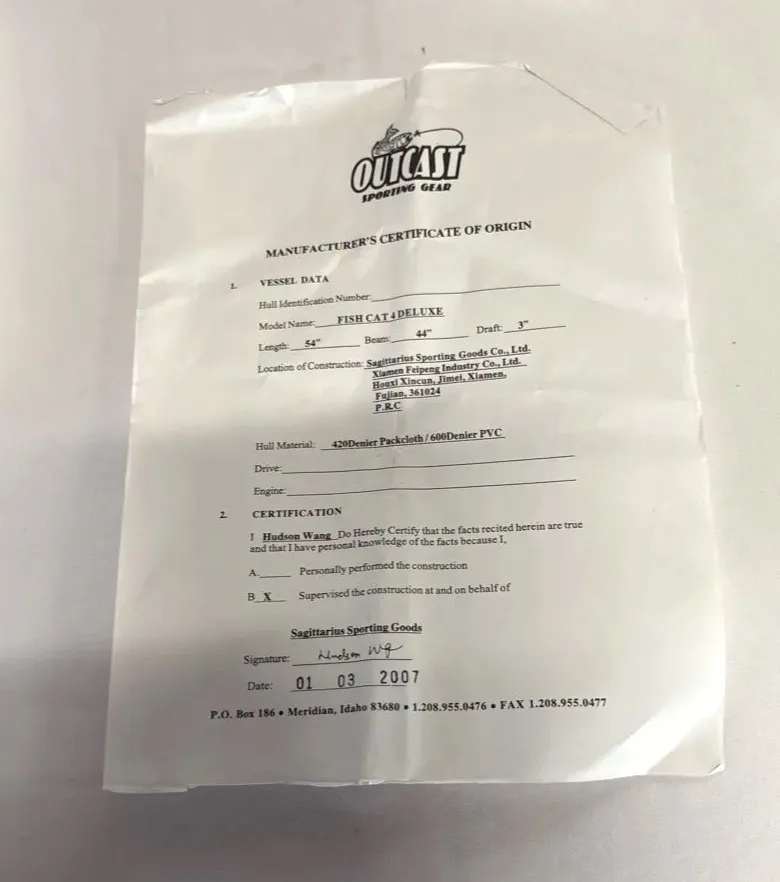 OUTCAST
SPORTING GEAR
MANUFACTURER'S CERTIFICATE OF ORIGIN
1. VESSEL DATA
Hull Identification Number:
Model Name: FISH CAT 4 DELUXE
Length: 54" Beam: 44" Draft: 3"
Location of Construction: Sagittarius Sporting Goods Co., Ltd.
Xiamen Feipeng Industry Co., Ltd.
Houxi Xincun, Jimei, Xiamen,
Fujian, 361024
P.R.C
Hull Material: 420Denier Packcloth / 600Denier PVC
Drive:
Engine:
2. CERTIFICATION
I Hudson Wang Do Hereby Certify that the facts recited herein are true
and that I have personal knowledge of the facts because I,
A. Personally performed the construction
B X Supervised the construction at and on behalf of
Sagittarius Sporting Goods
Signature: Hudson Wg
Date: 01 03 2007
P.O. Box 186 • Meridian, Idaho 83680 • 1.208.955.0476 • FAX 1.208.955.0477